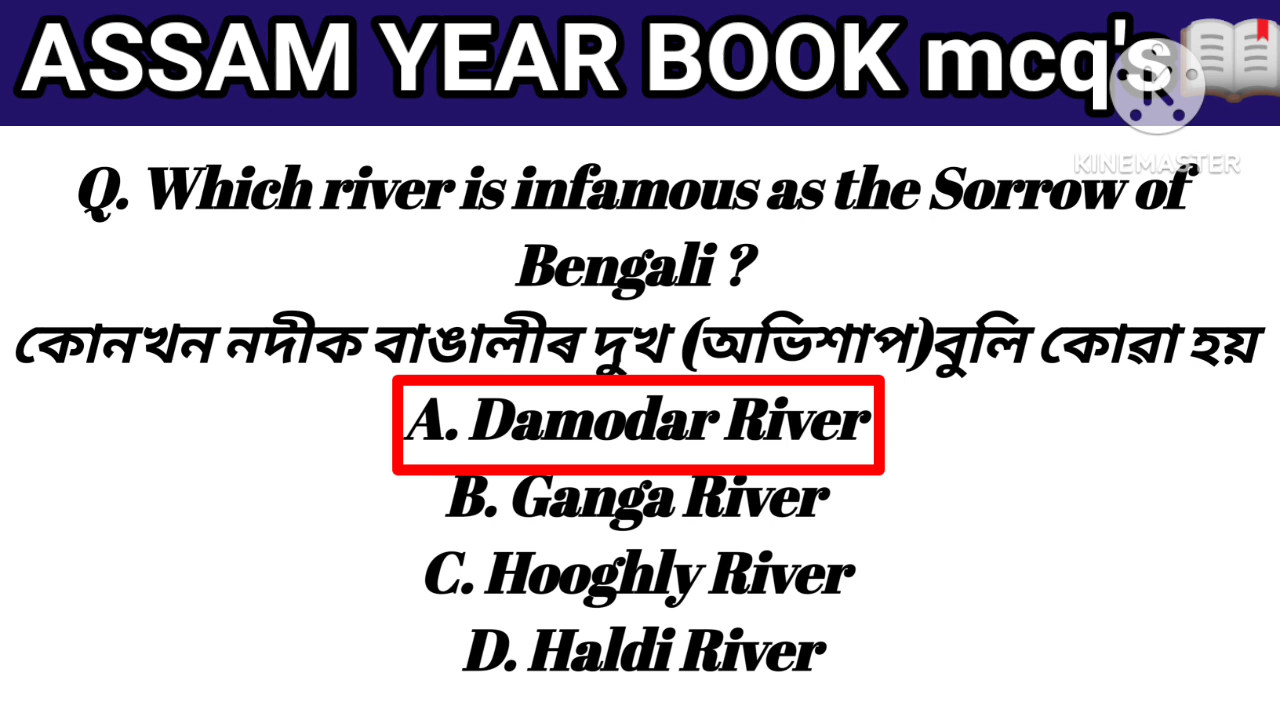 ASSAM YEAR BOOK mcq's
KINEMASTER
Q. Which river is infamous as the Sorrow of
Bengali ?
কোনখন নদীক বাঙালীৰ দুখ (অভিশাপ)বুলি কোৱা হয়
A. Damodar River
B. Ganga River
C. Hooghly River
D. Haldi River